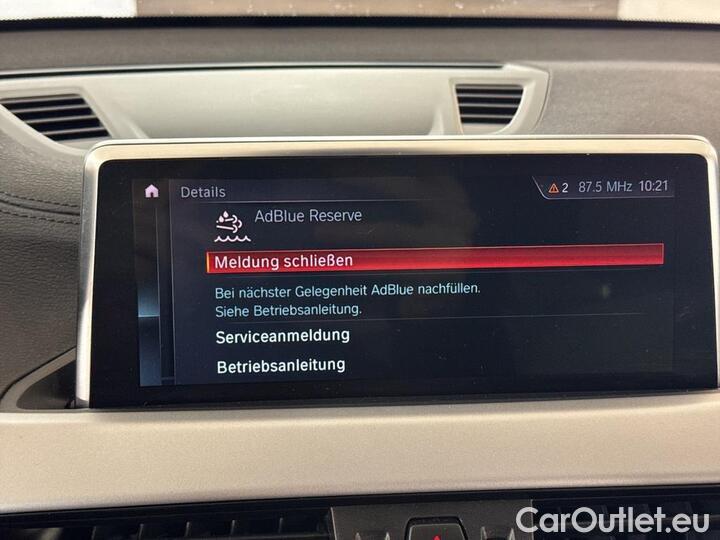 Details
⚠ 2 87.5 MHz 10:21
AdBlue Reserve
Meldung schließen
Bei nächster Gelegenheit AdBlue nachfüllen.
Siehe Betriebsanleitung.
Serviceanmeldung
Betriebsanleitung
CarOutlet.eu